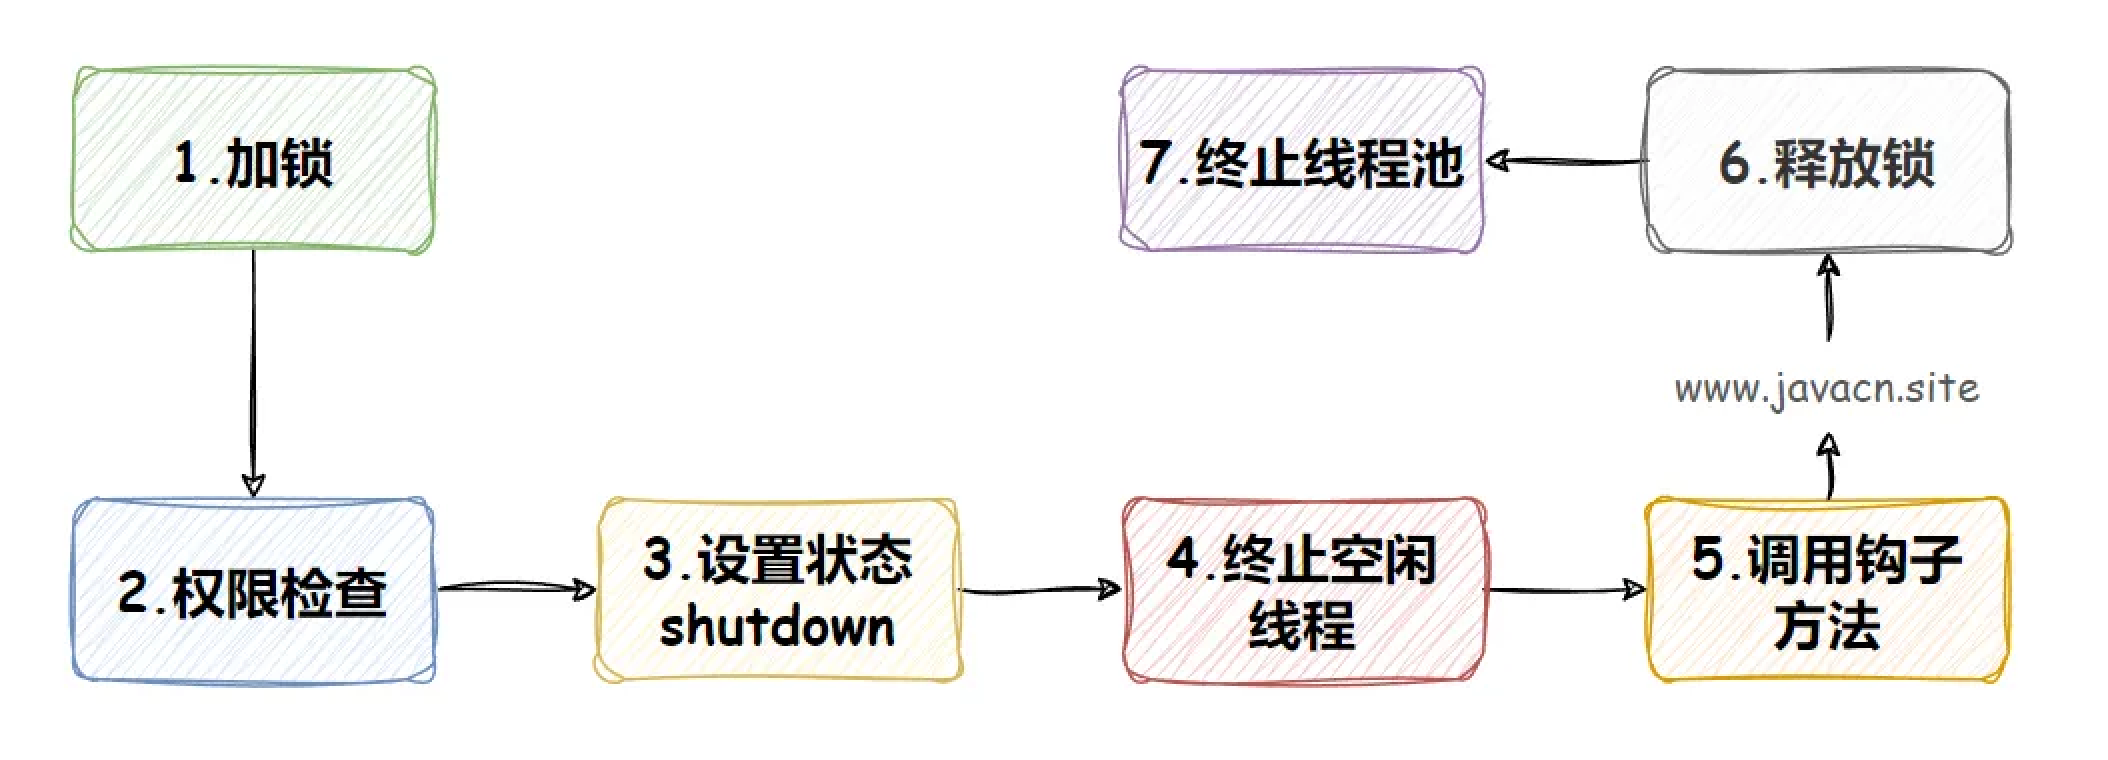 1.加锁
2.权限检查
3.设置状态
shutdown
4.终止空闲
线程
5.调用钩子
方法
www.javacn.site
6.释放锁
7.终止线程池